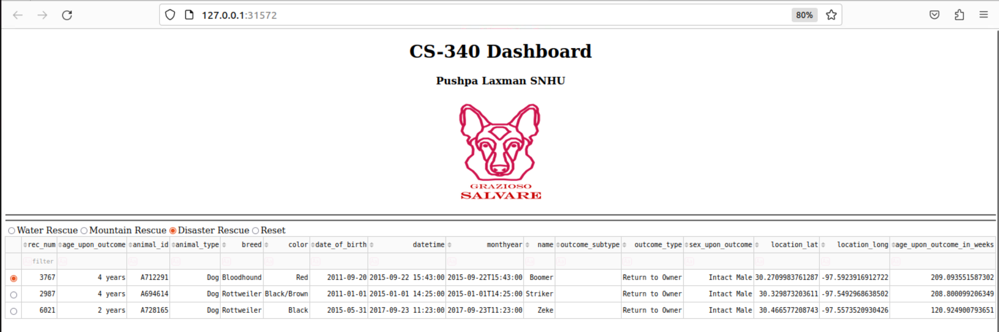 127.0.0.1:31572 80%
CS-340 Dashboard
Pushpa Laxman SNHU
GRAZIOSO
SALVARE
Water Rescue Mountain Rescue Disaster Rescue Reset
rec_num age_upon_outcome animal_id animal_type breed color date_of_birth datetime monthyear name outcome_subtype outcome_type sex_upon_outcome location_lat location_long age_upon_outcome_in_weeks
filter
3767 4 years A712291 Dog Bloodhound Red 2011-09-20 2015-09-22 15:43:00 2015-09-22T15:43:00 Boomer Return to Owner Intact Male 30.2709983761287 -97.5923916912722 209.093551587302
2987 4 years A694614 Dog Rottweiler Black/Brown 2011-01-01 2015-01-01 14:25:00 2015-01-01T14:25:00 Striker Return to Owner Intact Male 30.329873203611 -97.5492968638502 208.800099206349
6021 2 years A728165 Dog Rottweiler Black 2015-05-31 2017-09-23 11:23:00 2017-09-23T11:23:00 Zeke Return to Owner Intact Male 30.466577208743 -97.5573520930426 120.924900793651